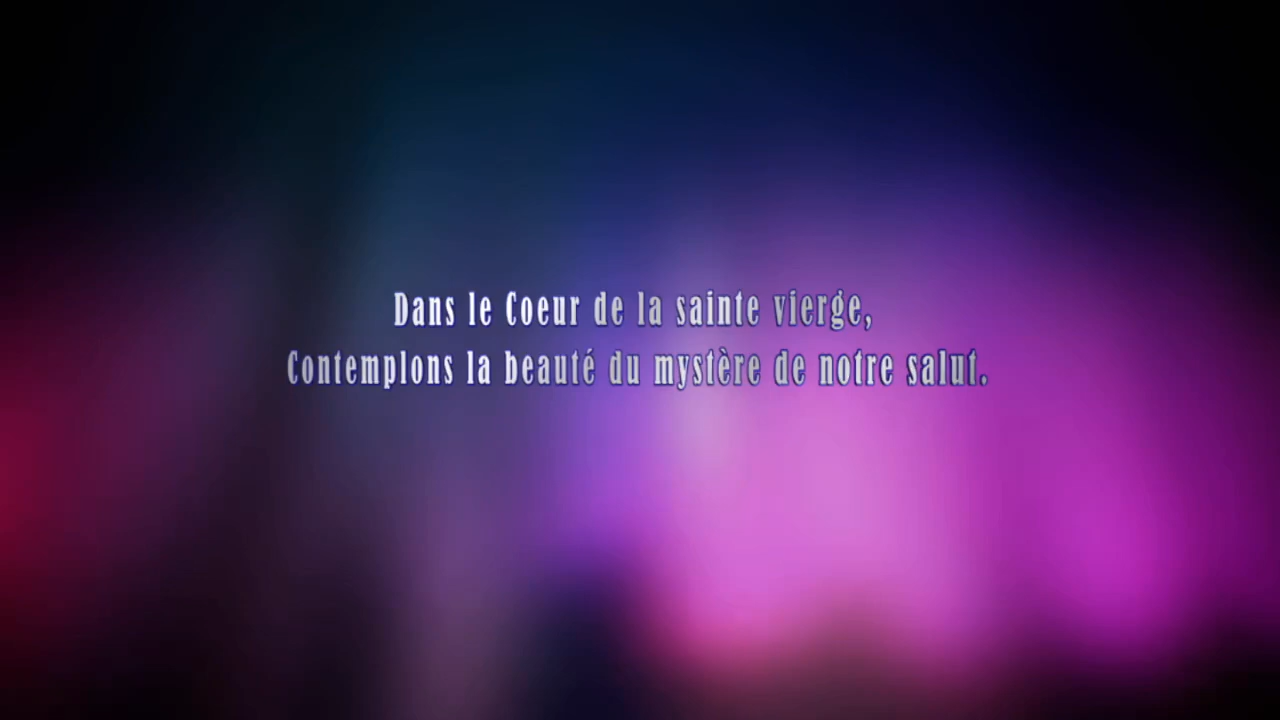 Dans le Coeur de la sainte vierge,
Contemplons la beauté du mystère de notre salut.